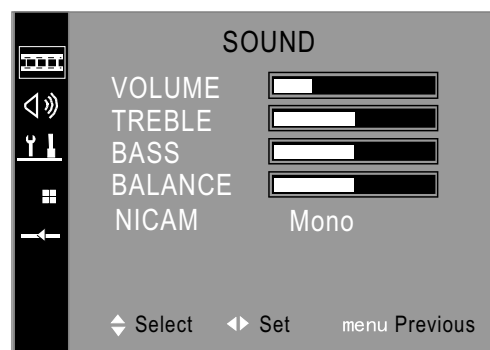 SOUND
VOLUME
TREBLE
BASS
BALANCE
NICAM Mono
Select Set menu Previous